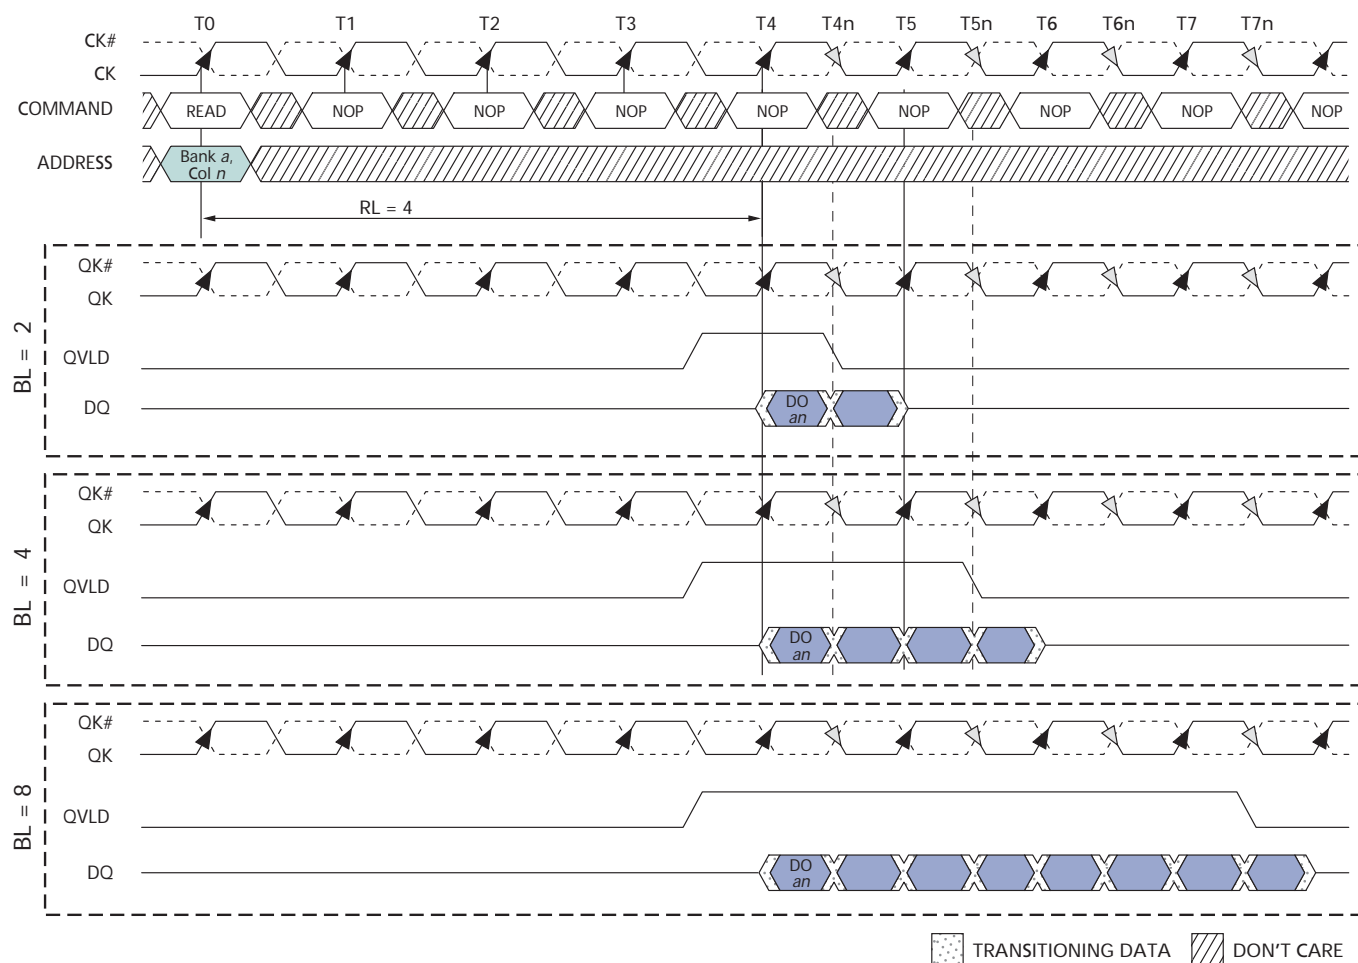 T0 T1 T2 T3 T4 T4n T5 T5n T6 T6n T7 T7n
CK#
CK
COMMAND READ NOP NOP NOP NOP NOP NOP NOP NOP
ADDRESS Bank a,
Col n
RL = 4
BL = 2
QK#
QK
QVLD
DQ DO
an
BL = 4
QK#
QK
QVLD
DQ DO
an
BL = 8
QK#
QK
QVLD
DQ DO
an
TRANSITIONING DATA DON'T CARE